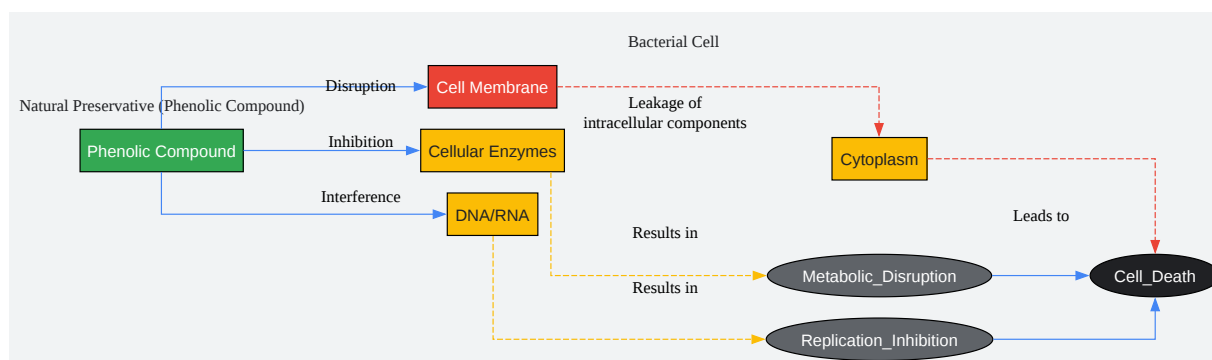 Bacterial Cell
Disruption
Cell Membrane
Natural Preservative (Phenolic Compound)
Leakage of
intracellular components
Phenolic Compound
Inhibition
Cellular Enzymes
Cytoplasm
Interference
DNA/RNA
Leads to
Results in
Metabolic_Disruption
Cell_Death
Results in
Replication_Inhibition